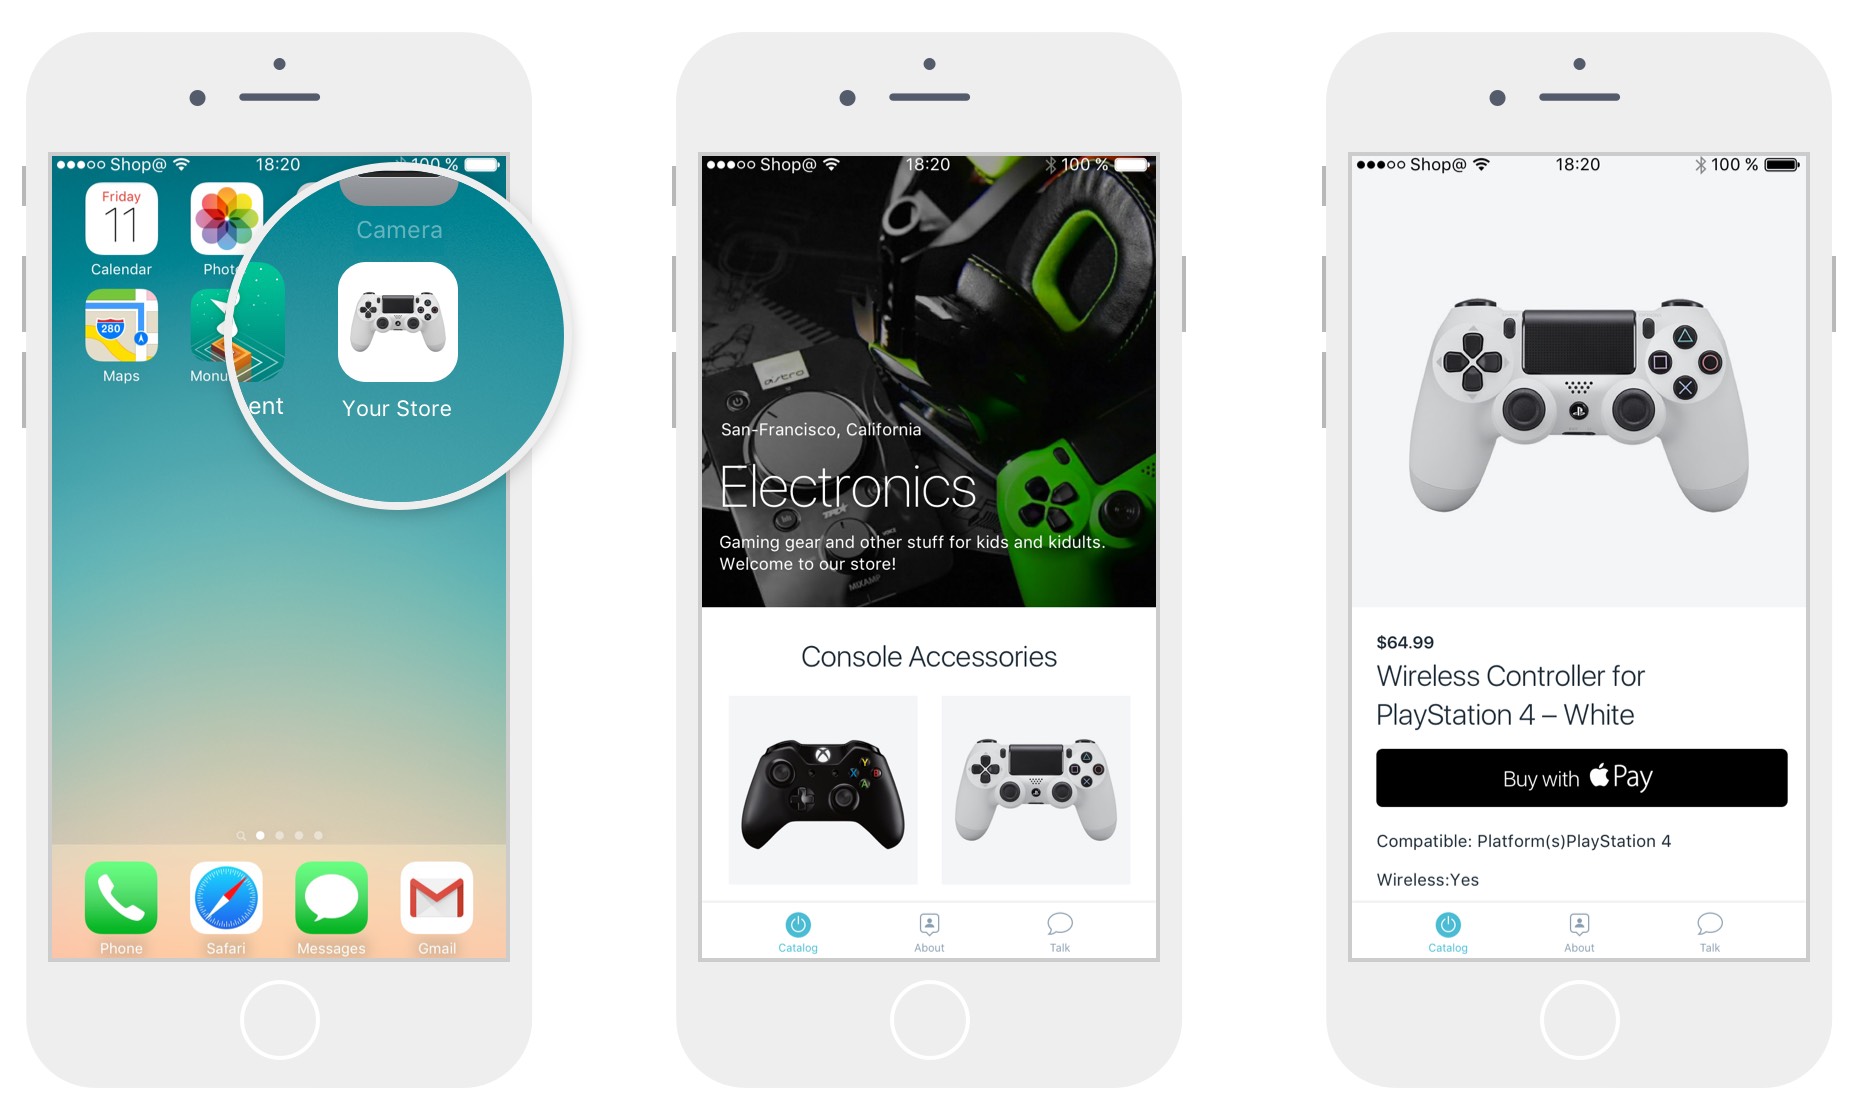 Shop@ 18:20 100 %
Friday
11
Calendar
Photo
Camera
280
Maps
Monu
ent
Your Store
Phone
Safari
Messages
Gmail
Shop@ 18:20 100 %
astro
San-Francisco, California
Electronics
Gaming gear and other stuff for kids and kidults.
Welcome to our store!
MIXAMP
Console Accessories
Y
X
B
A
Catalog
About
Talk
Shop@ 18:20 100 %
$64.99
Wireless Controller for
PlayStation 4 – White
Buy with Pay
Compatible: Platform(s)PlayStation 4
Wireless:Yes
Catalog
About
Talk